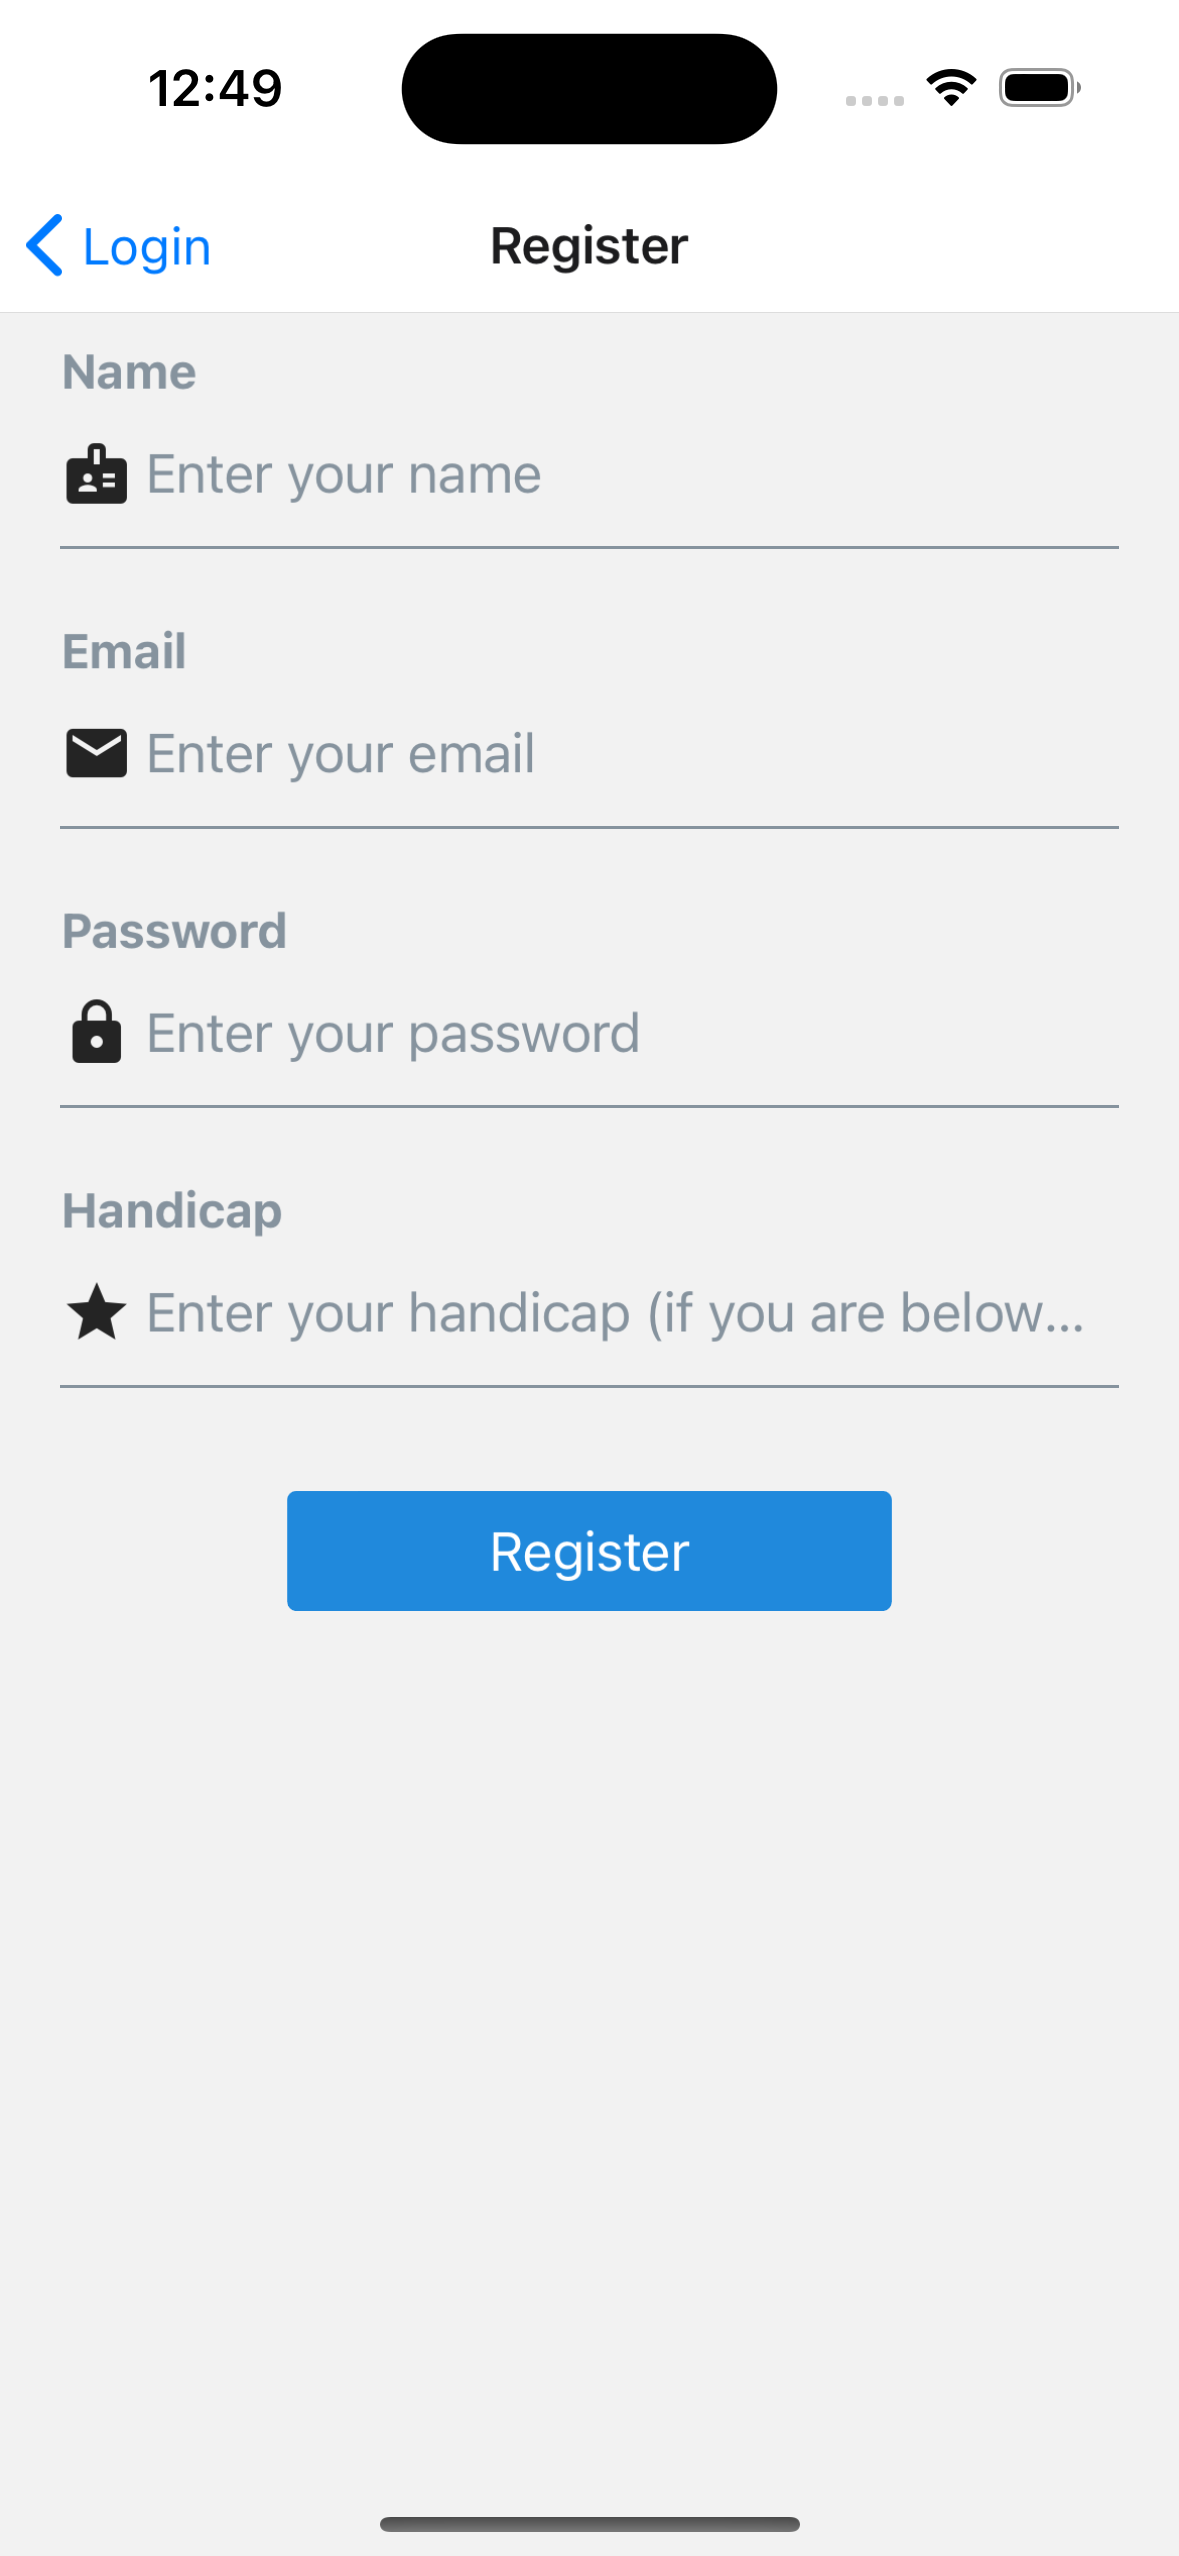 12:49
Login
Register
Name
Enter your name
Email
Enter your email
Password
Enter your password
Handicap
Enter your handicap (if you are below...
Register